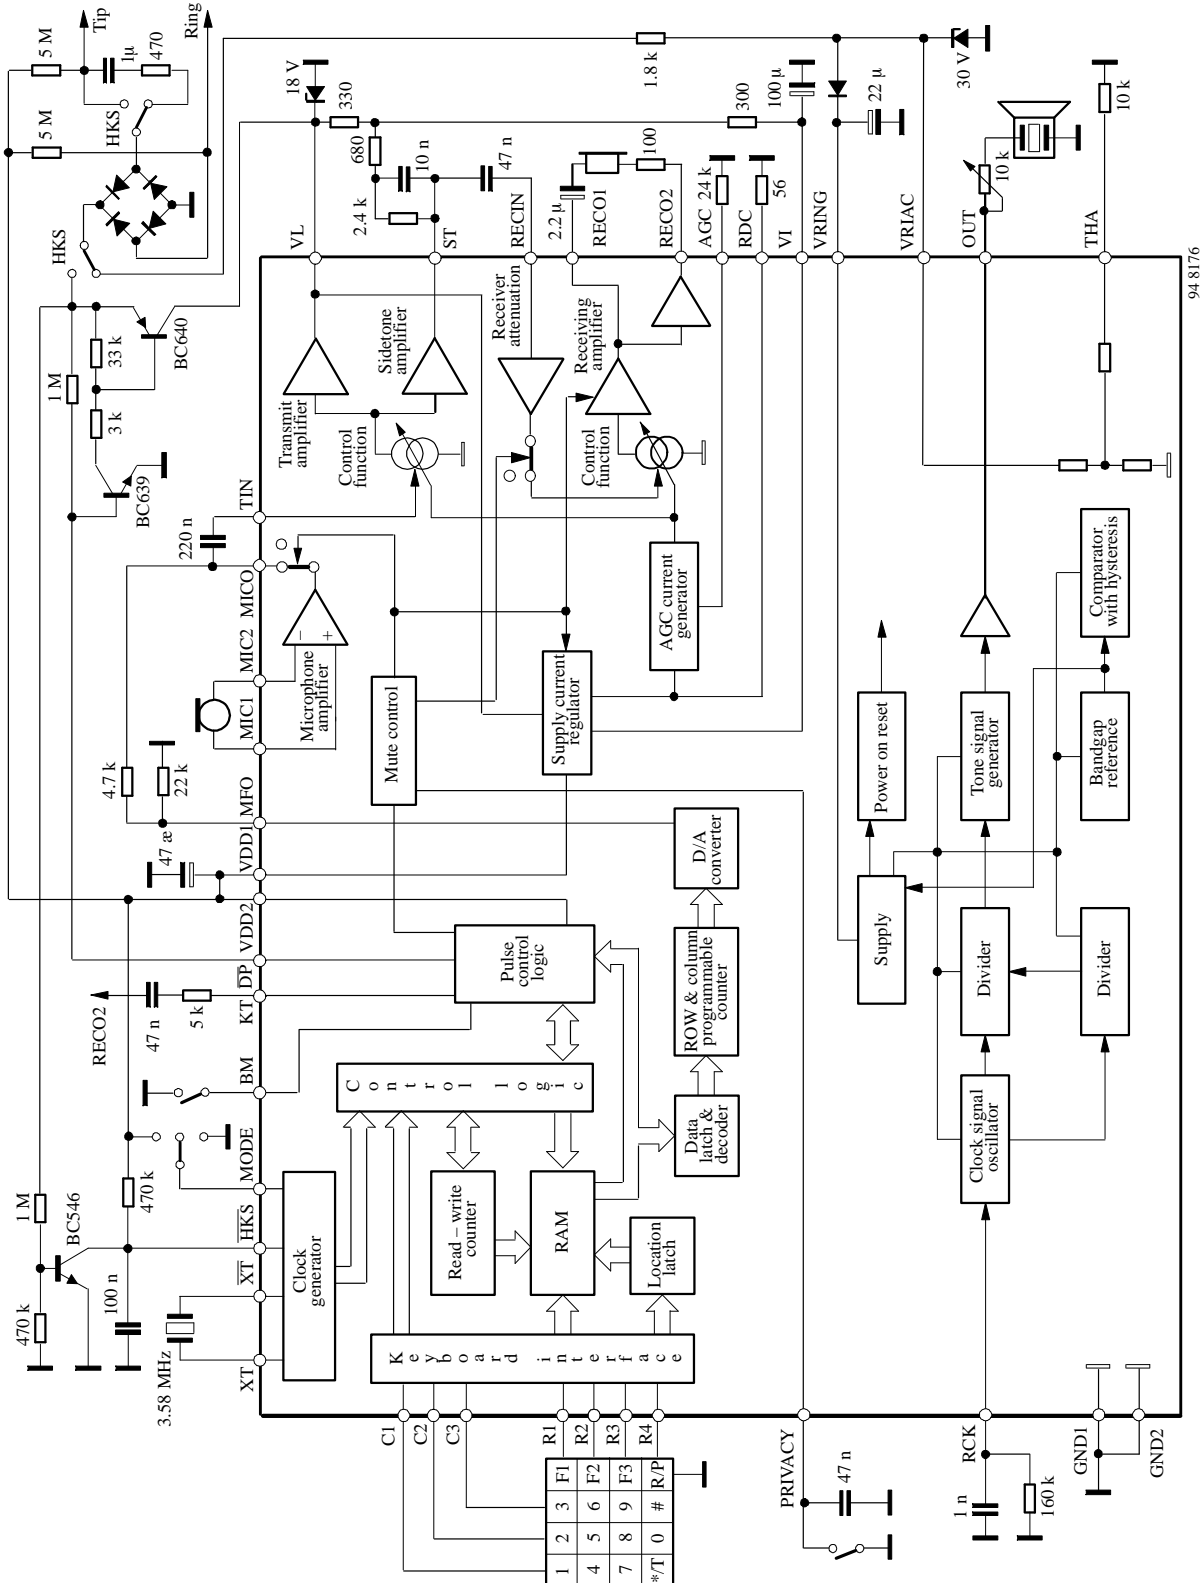 5 M
Tip
1µ
470
Ring
5 M
HKS
HKS
18 V
330
1.8 k
300
100 µ
22 µ
30 V
10 k
10 k
680
10 n
47 n
2.4 k
2.2 µ
100
24 k
56
VL
ST
RECIN
RECO1
RECO2
AGC
RDC
VI
VRING
VRIAC
OUT
THA
1 M
33 k
3 k
BC640
BC639
220 n
4.7 k
22 k
47 æ
RECO2
47 n
5 k
470 k
1 M
BC546
470 k
100 n
3.58 MHz
XT
XT
HKS
MODE
BM
KT
DP
VDD2
VDD1
MFO
MIC1
MIC2
MICO
TIN
Transmit
amplifier
Sidetone
amplifier
Receiver
attenuation
Receiving
amplifier
Control
function
Control
function
Microphone
amplifier
−
+
Mute control
Supply current
regulator
AGC current
generator
Pulse
control
logic
Control logic
Clock
generator
Read – write
counter
RAM
Location
latch
Keyboard interface
Data
latch &
decoder
ROW & column
programmable
counter
D/A
converter
Power on reset
Supply
Tone signal
generator
Comparator
with hysteresis
Bandgap
reference
Divider
Divider
Clock signal
oscillator
C1
C2
C3
R1
R2
R3
R4
1 2 3 F1
4 5 6 F2
7 8 9 F3
*/T 0 # R/P
PRIVACY
47 n
RCK
1 n
160 k
GND1
GND2
94 8176